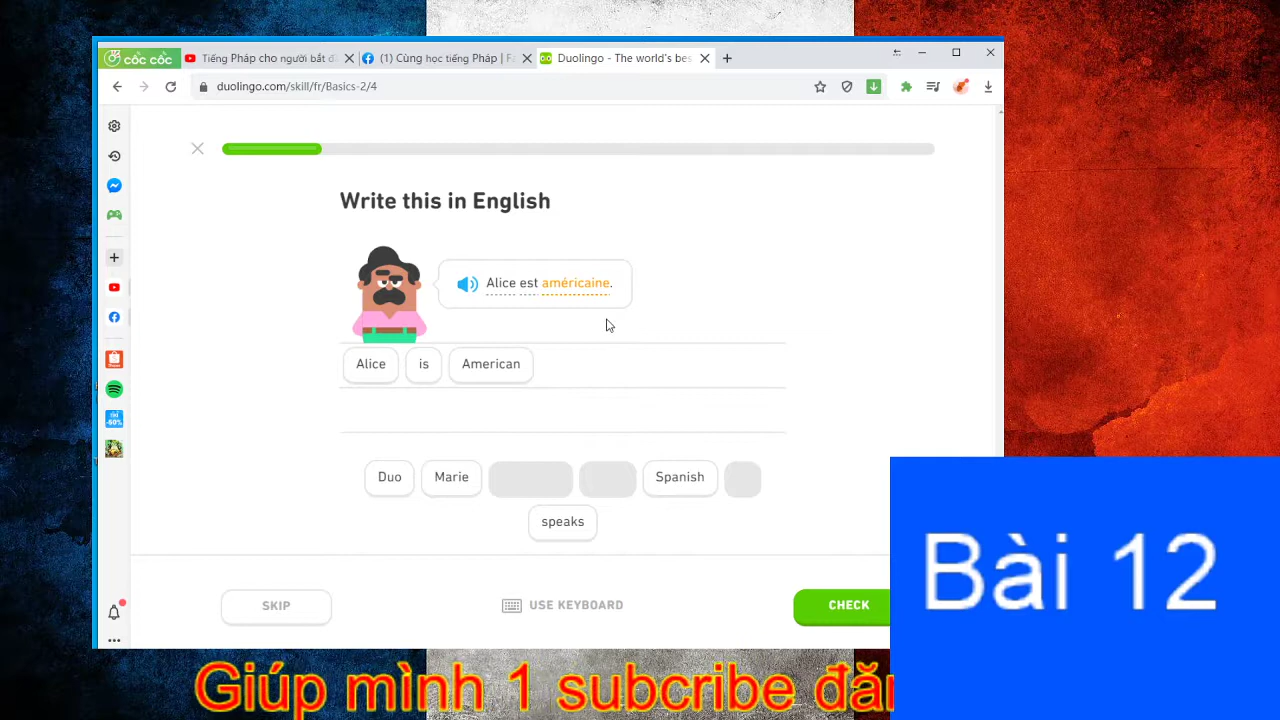 cốc cốc
Tiếng Pháp cho người bắt đ
(1) Cùng học tiếng Pháp | Fa
Duolingo - The world's bes
duolingo.com/skill/fr/Basics-2/4
Write this in English
Alice est américaine.
Alice is American
Duo Marie Spanish
speaks
SKIP
USE KEYBOARD
CHECK
Bài 12
Giúp mình 1 subcribe đăn